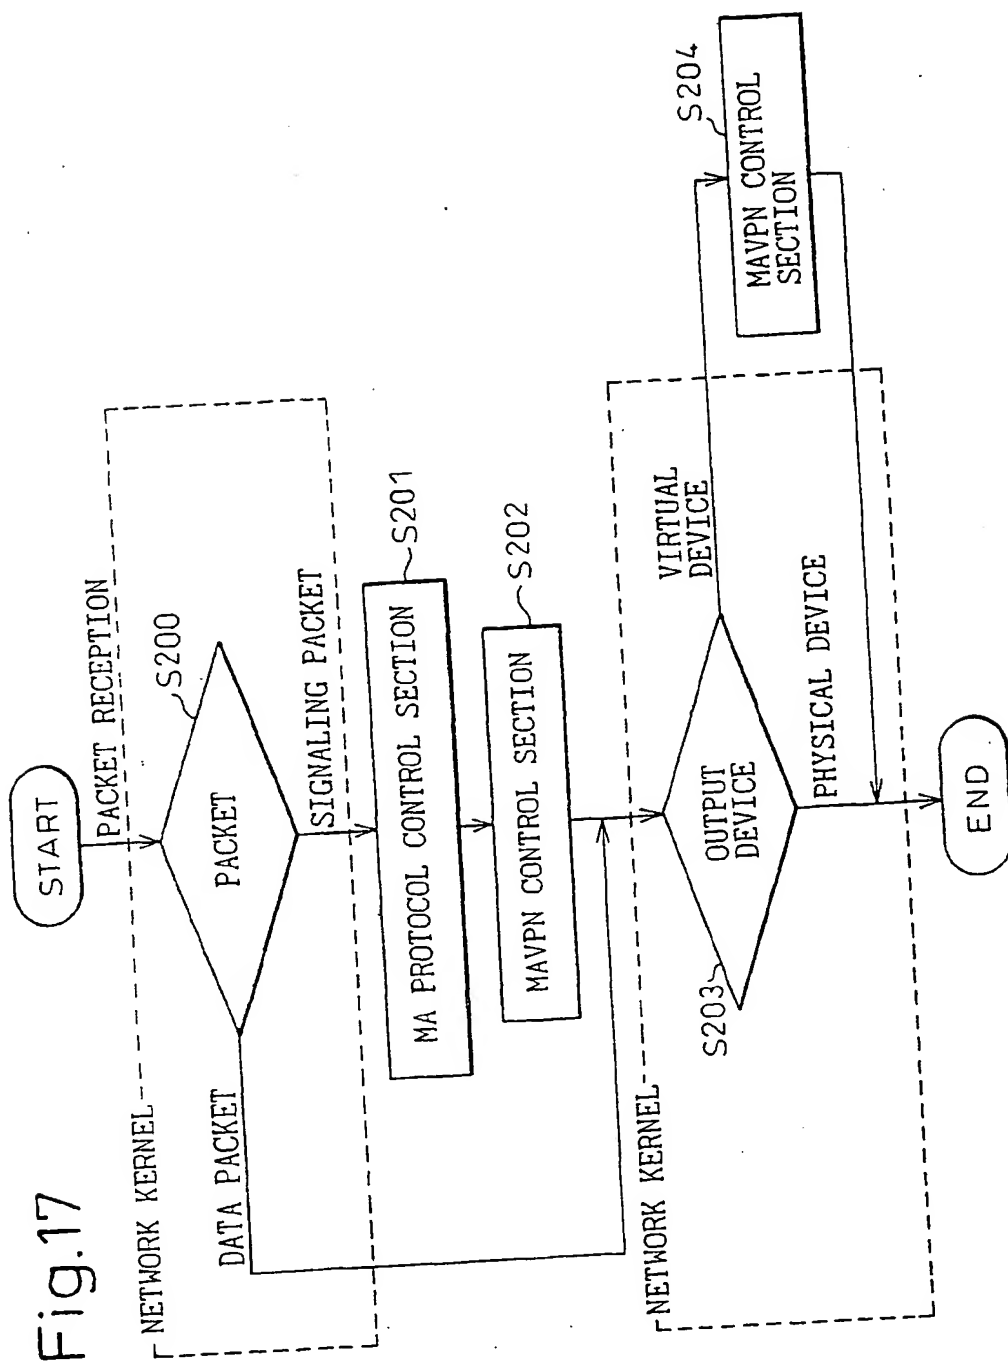 Fig.17
START
PACKET RECEPTION
NETWORK KERNEL
S200
PACKET
DATA PACKET
SIGNALING PACKET
MA PROTOCOL CONTROL SECTION
S201
MAVPN CONTROL SECTION
S202
NETWORK KERNEL
S203
OUTPUT
DEVICE
VIRTUAL
DEVICE
S204
MAVPN CONTROL
SECTION
PHYSICAL DEVICE
END